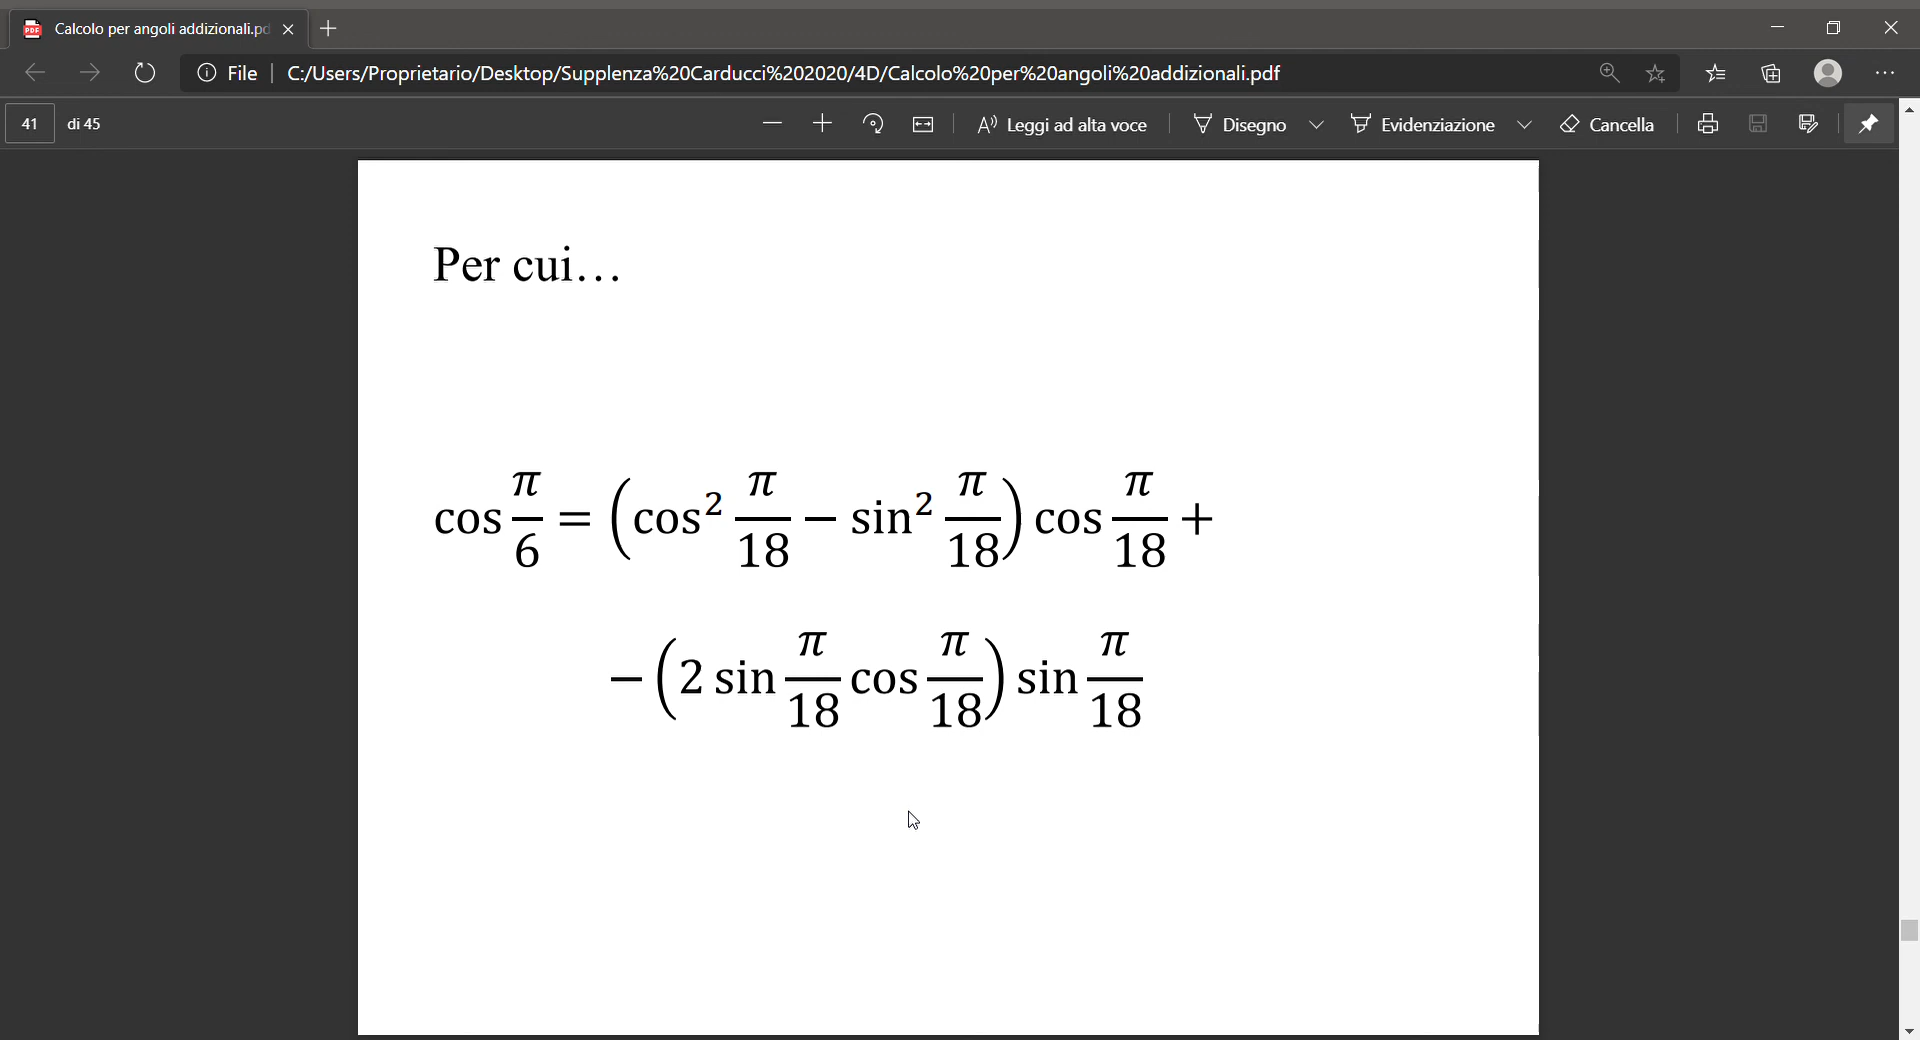 Calcolo per angoli addizionali.pd
File
C:/Users/Proprietario/Desktop/Supplenza%20Carducci%202020/4D/Calcolo%20per%20angoli%20addizionali.pdf
41 di 45
Leggi ad alta voce
Disegno
Evidenziazione
Cancella
Per cui…
cos π/6 = (cos² π/18 − sin² π/18) cos π/18 +
− (2 sin π/18 cos π/18) sin π/18